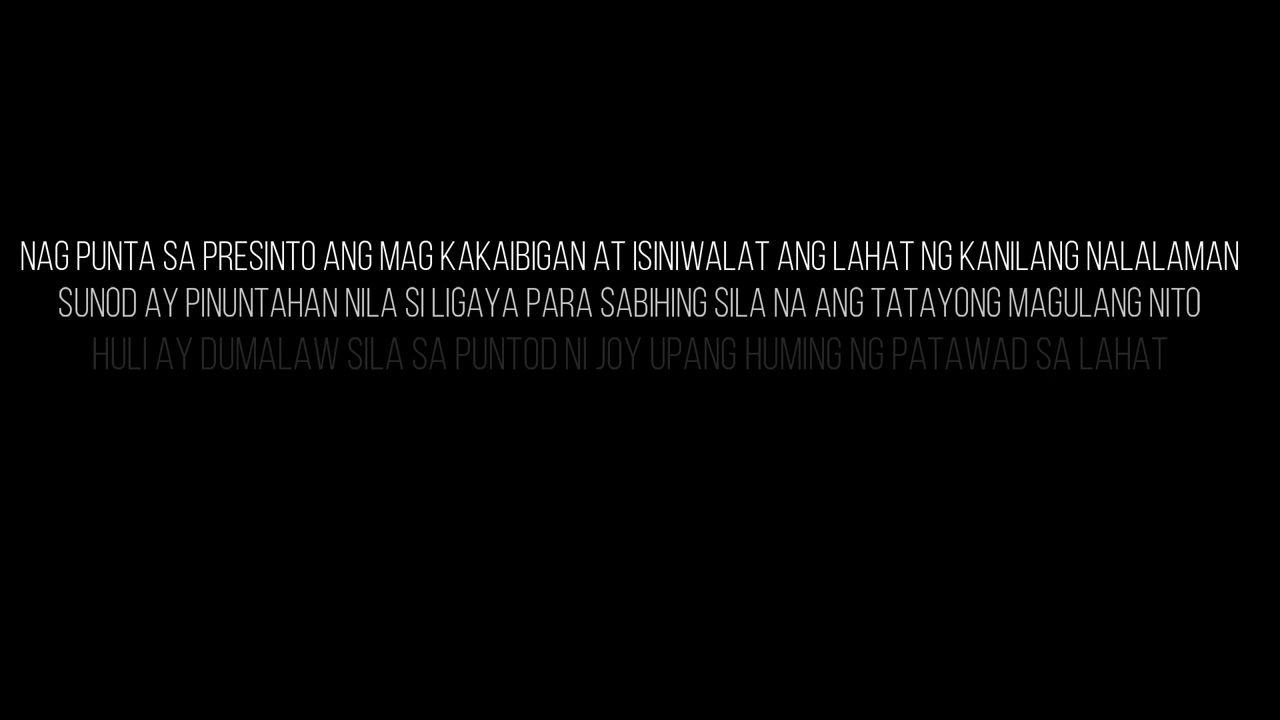 NAG PUNTA SA PRESINTO ANG MAG KAKAIBIGAN AT ISINIWALAT ANG LAHAT NG KANILANG NALALAMAN
SUNOD AY PINUNTAHAN NILA SI LIGAYA PARA SABIHING SILA NA ANG TATAYONG MAGULANG NITO
HULI AY DUMALAW SILA SA PUNTOD NI JOY UPANG HUMING NG PATAWAD SA LAHAT